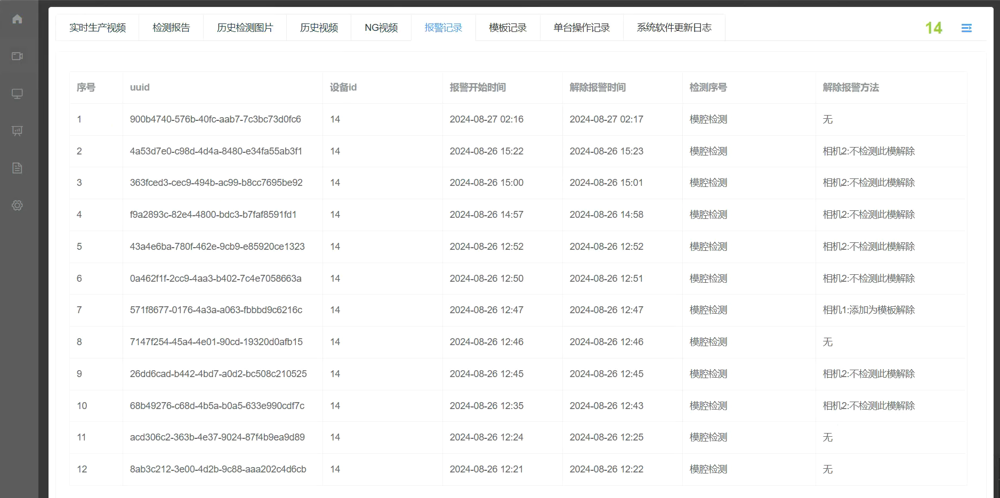 实时生产视频 检测报告 历史检测图片 历史视频 NG视频 报警记录 模板记录 单台操作记录 系统软件更新日志 14
序号 uuid 设备id 报警开始时间 解除报警时间 检测序号 解除报警方法
1 900b4740-576b-40fc-aab7-7c3bc73d0fc6 14 2024-08-27 02:16 2024-08-27 02:17 模腔检测 无
2 4a53d7e0-c98d-4d4a-8480-e34fa55ab3f1 14 2024-08-26 15:22 2024-08-26 15:23 模腔检测 相机2:不检测此模解除
3 363fced3-cec9-494b-ac99-b8cc7695be92 14 2024-08-26 15:00 2024-08-26 15:01 模腔检测 相机2:不检测此模解除
4 f9a2893c-82e4-4800-bdc3-b7faf8591fd1 14 2024-08-26 14:57 2024-08-26 14:58 模腔检测 相机2:不检测此模解除
5 43a4e6ba-780f-462e-9cb9-e85920ce1323 14 2024-08-26 12:52 2024-08-26 12:52 模腔检测 相机2:不检测此模解除
6 0a462f1f-2cc9-4aa3-b402-7c4e7058663a 14 2024-08-26 12:50 2024-08-26 12:51 模腔检测 相机2:不检测此模解除
7 571f8677-0176-4a3a-a063-fbbbd9c6216c 14 2024-08-26 12:47 2024-08-26 12:47 模腔检测 相机1:添加为模板解除
8 7147f254-45a4-4e01-90cd-19320d0afb15 14 2024-08-26 12:46 2024-08-26 12:46 模腔检测 无
9 26dd6cad-b442-4bd7-a0d2-bc508c210525 14 2024-08-26 12:45 2024-08-26 12:45 模腔检测 相机2:不检测此模解除
10 68b49276-c68d-4b5a-b0a5-633e990cdf7c 14 2024-08-26 12:35 2024-08-26 12:43 模腔检测 相机2:不检测此模解除
11 acd306c2-363b-4e37-9024-87f4b9ea9d89 14 2024-08-26 12:24 2024-08-26 12:25 模腔检测 无
12 8ab3c212-3e00-4d2b-9c88-aaa202c4d6cb 14 2024-08-26 12:21 2024-08-26 12:22 模腔检测 无